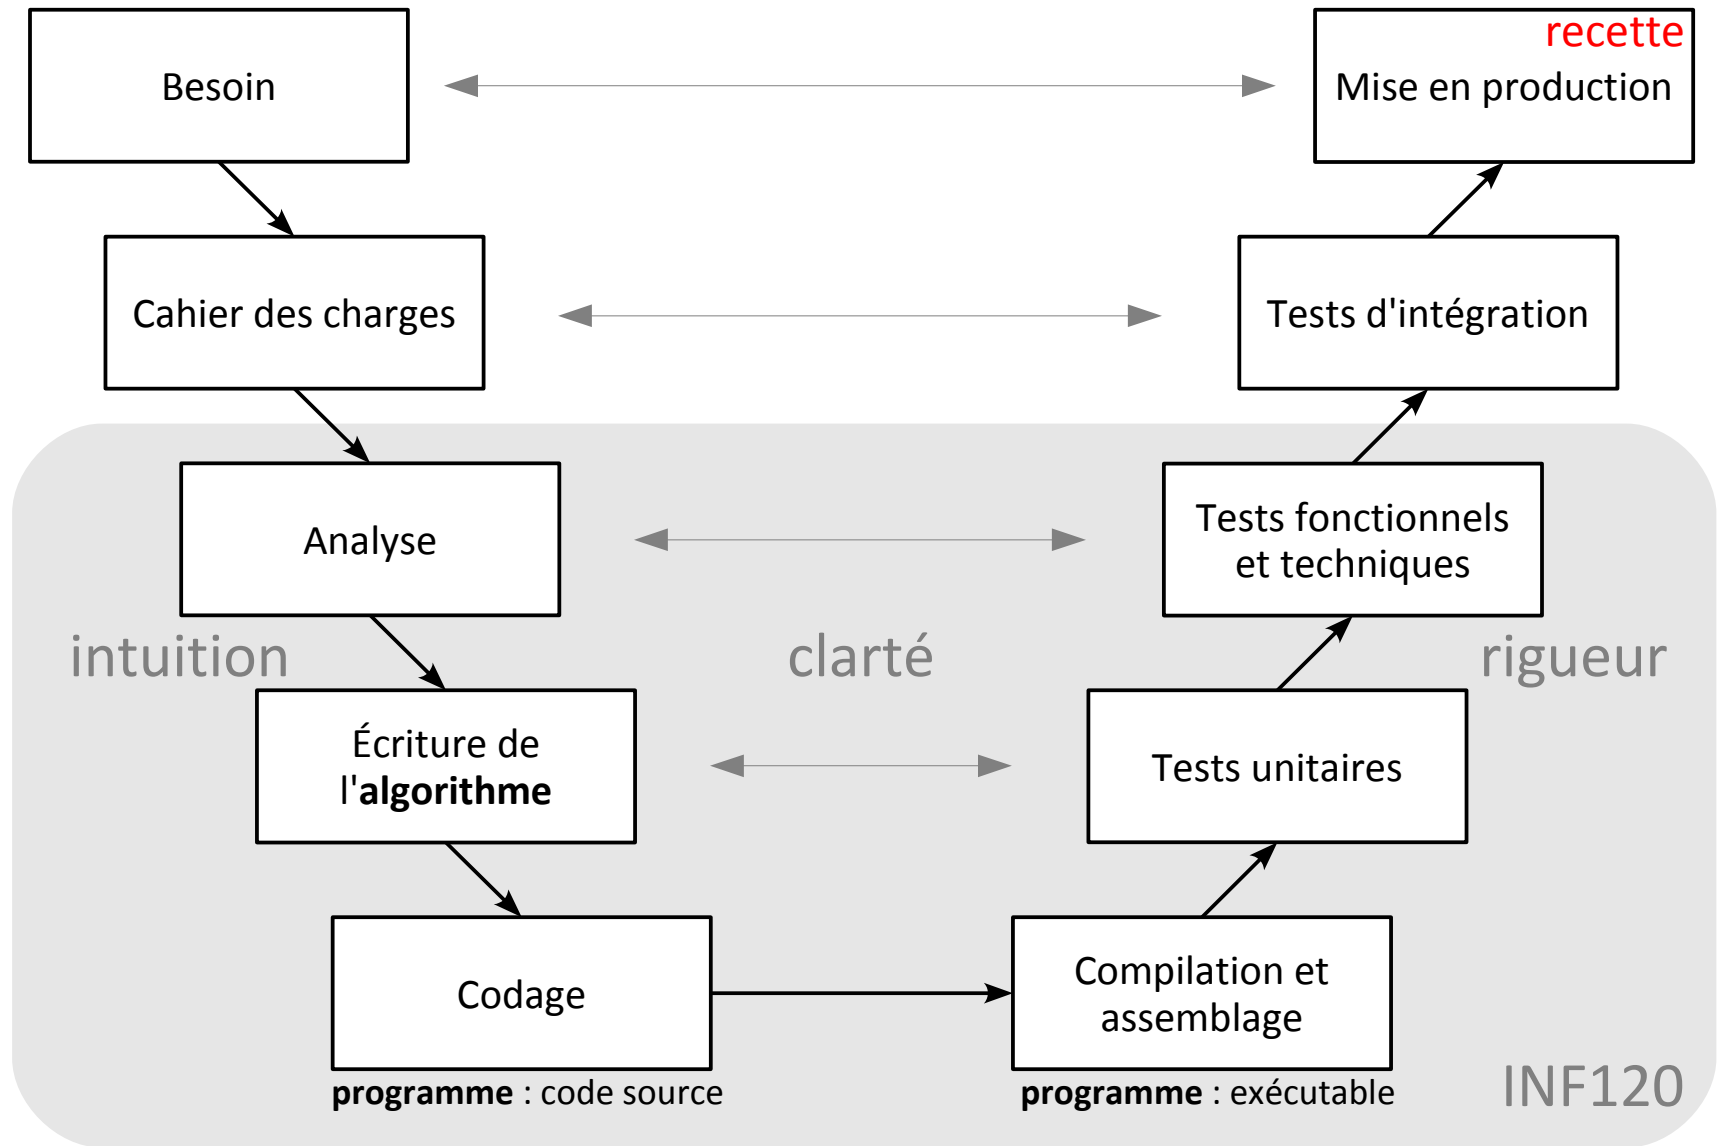 Besoin
recette
Mise en production
Cahier des charges
Tests d'intégration
Analyse
Tests fonctionnels
et techniques
intuition
clarté
rigueur
Écriture de
l'algorithme
Tests unitaires
Codage
Compilation et
assemblage
programme : code source
programme : exécutable
INF120